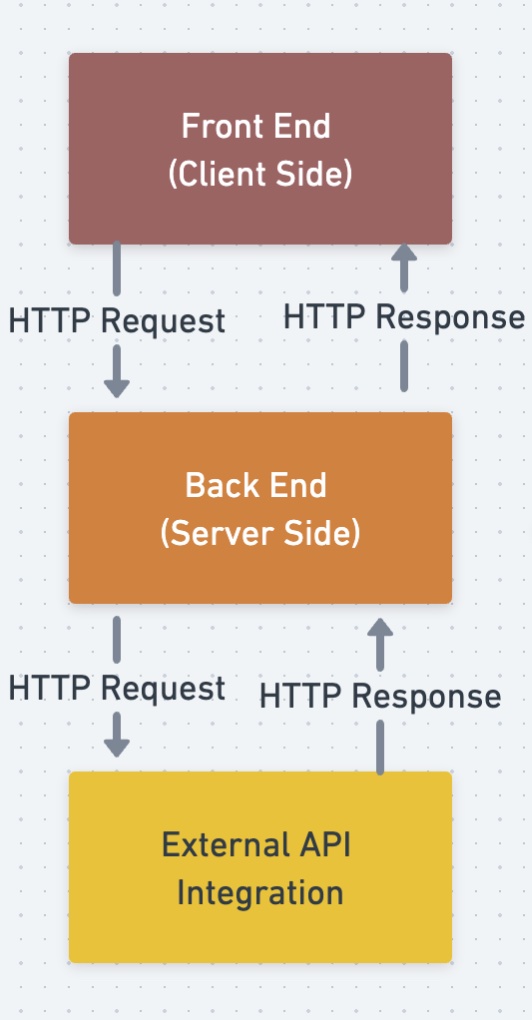 Front End
(Client Side)
HTTP Request
HTTP Response
Back End
(Server Side)
HTTP Request
HTTP Response
External API
Integration